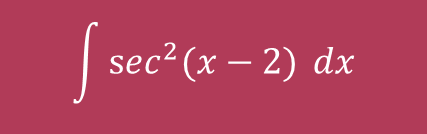 ∫ sec²(x − 2) dx